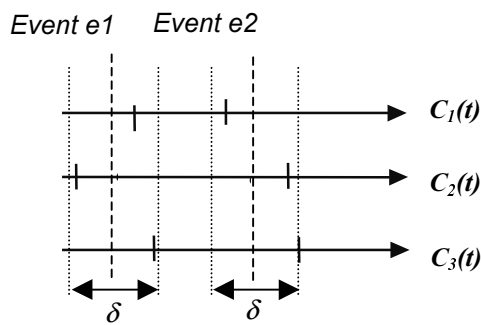 Event e1 Event e2
C₁(t)
C₂(t)
C₃(t)
δ δ